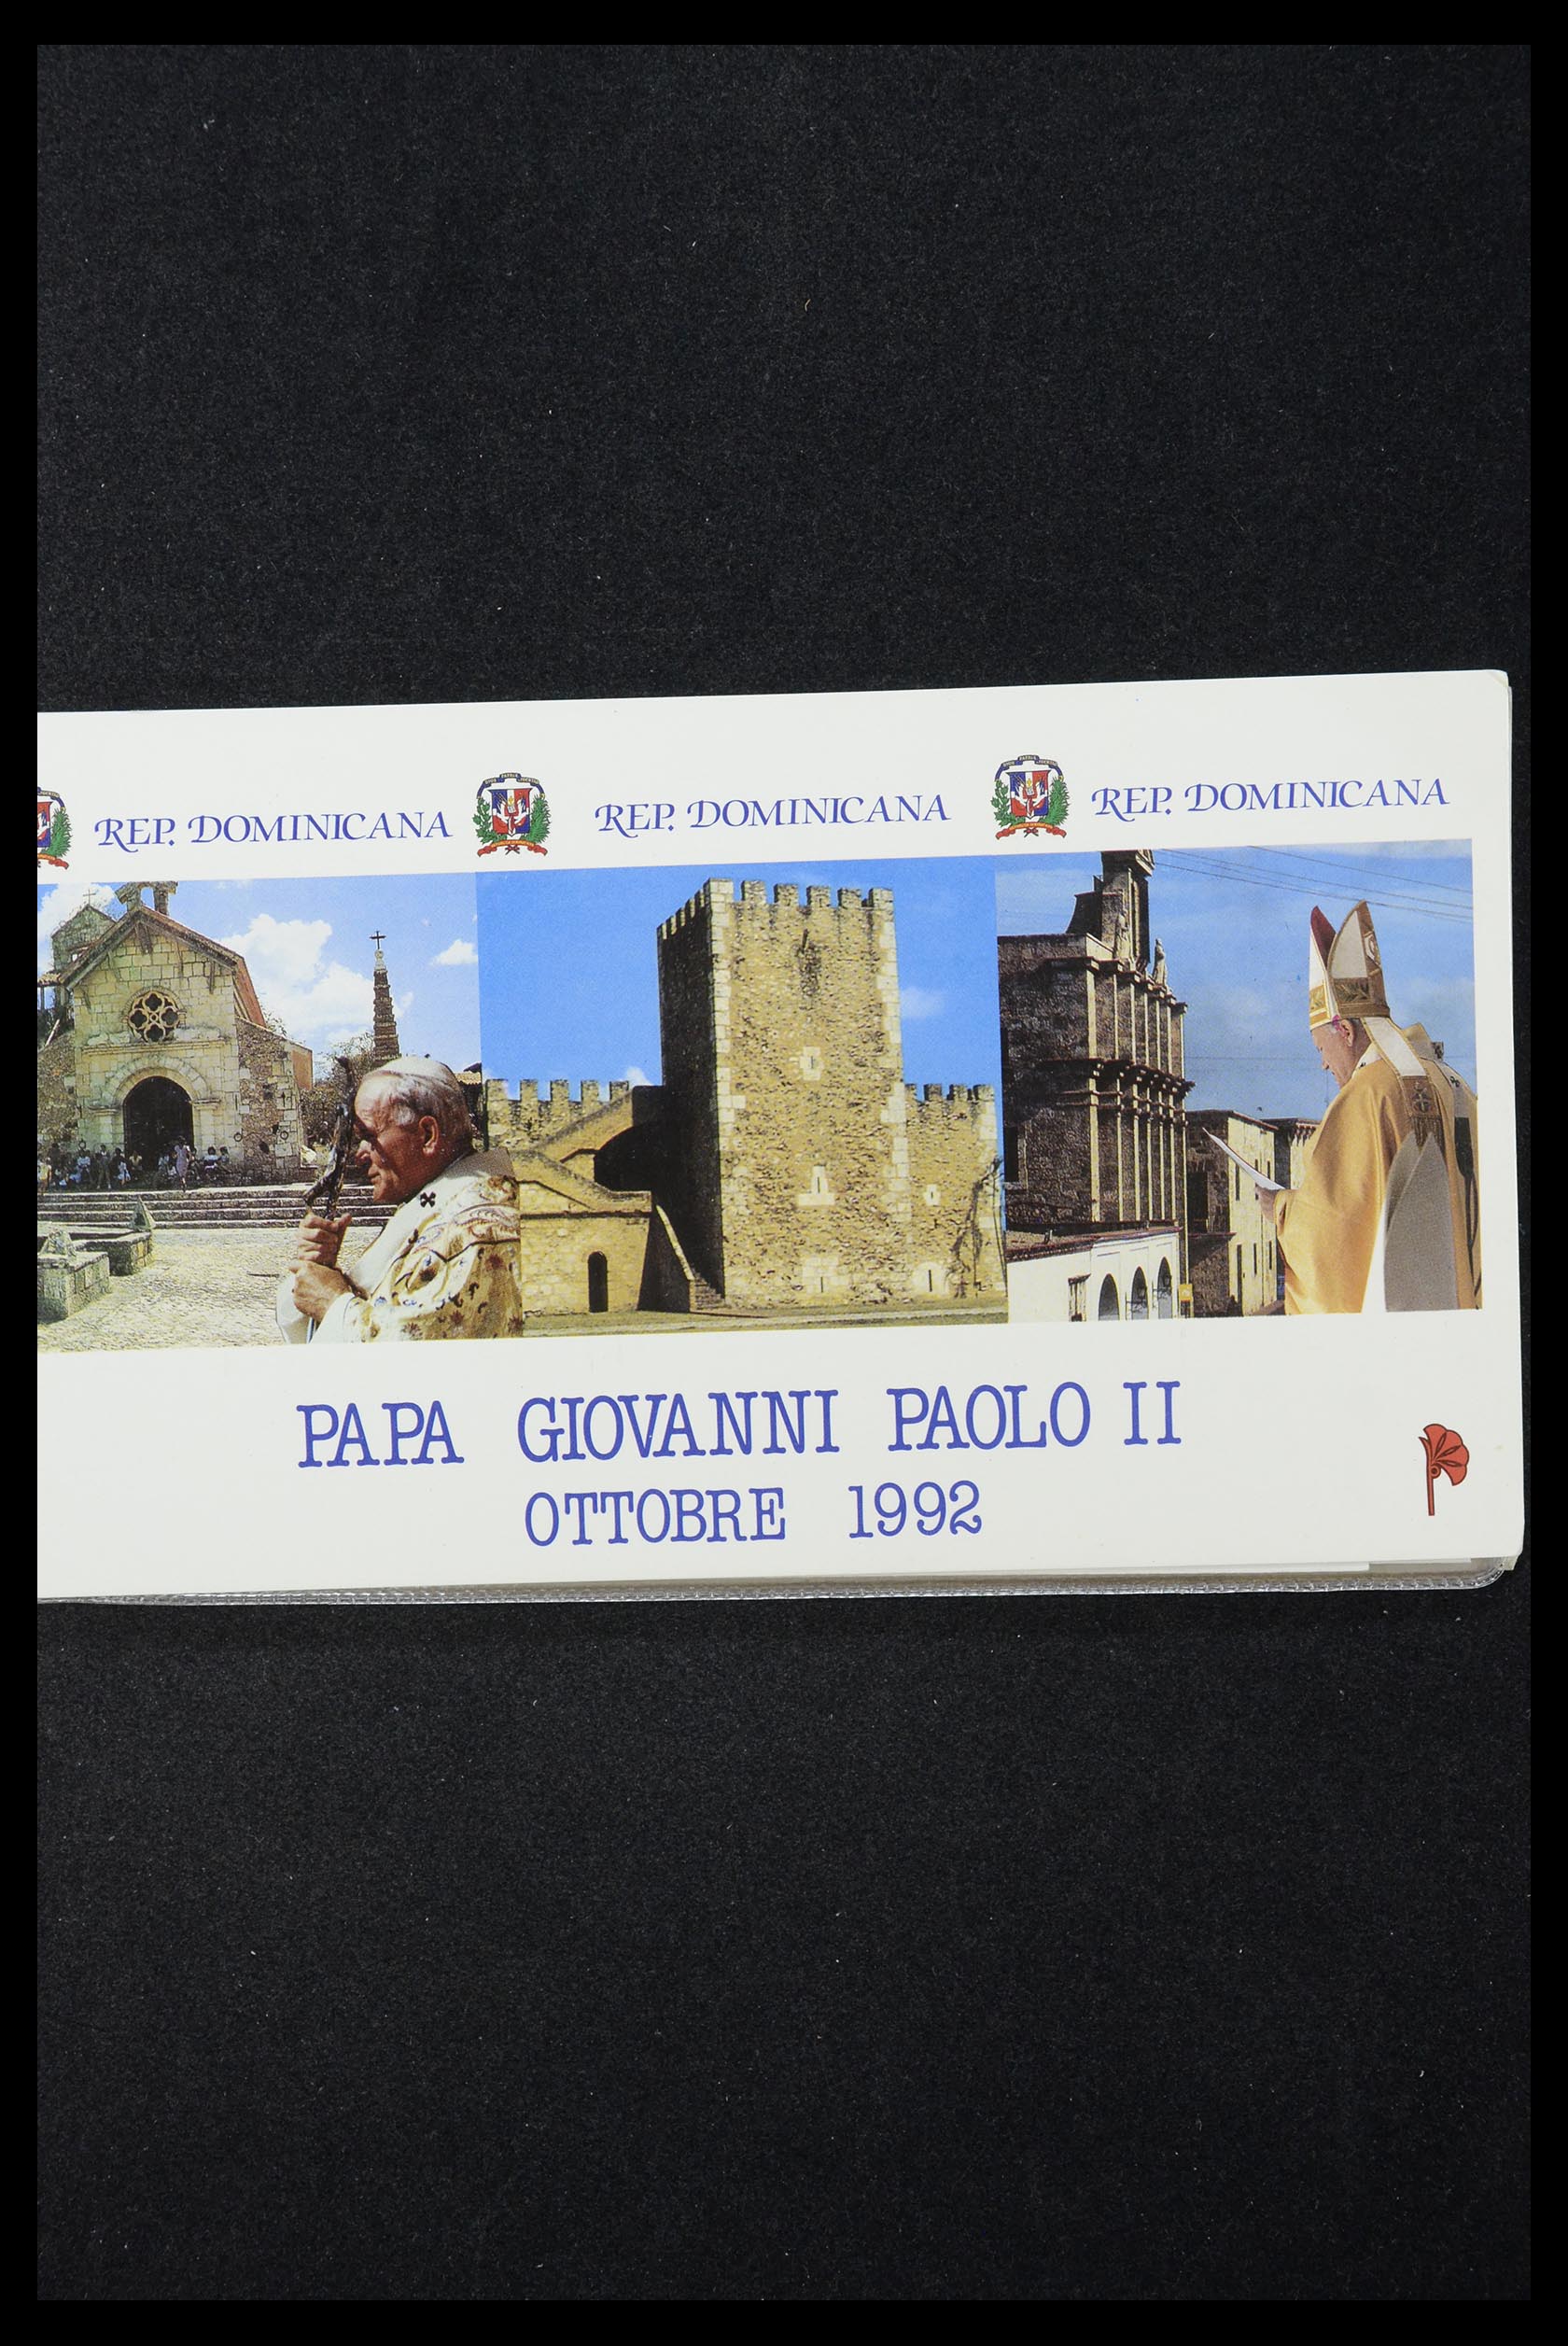 REP. DOMINICANA
REP. DOMINICANA
REP. DOMINICANA
PAPA GIOVANNI PAOLO II
OTTOBRE 1992